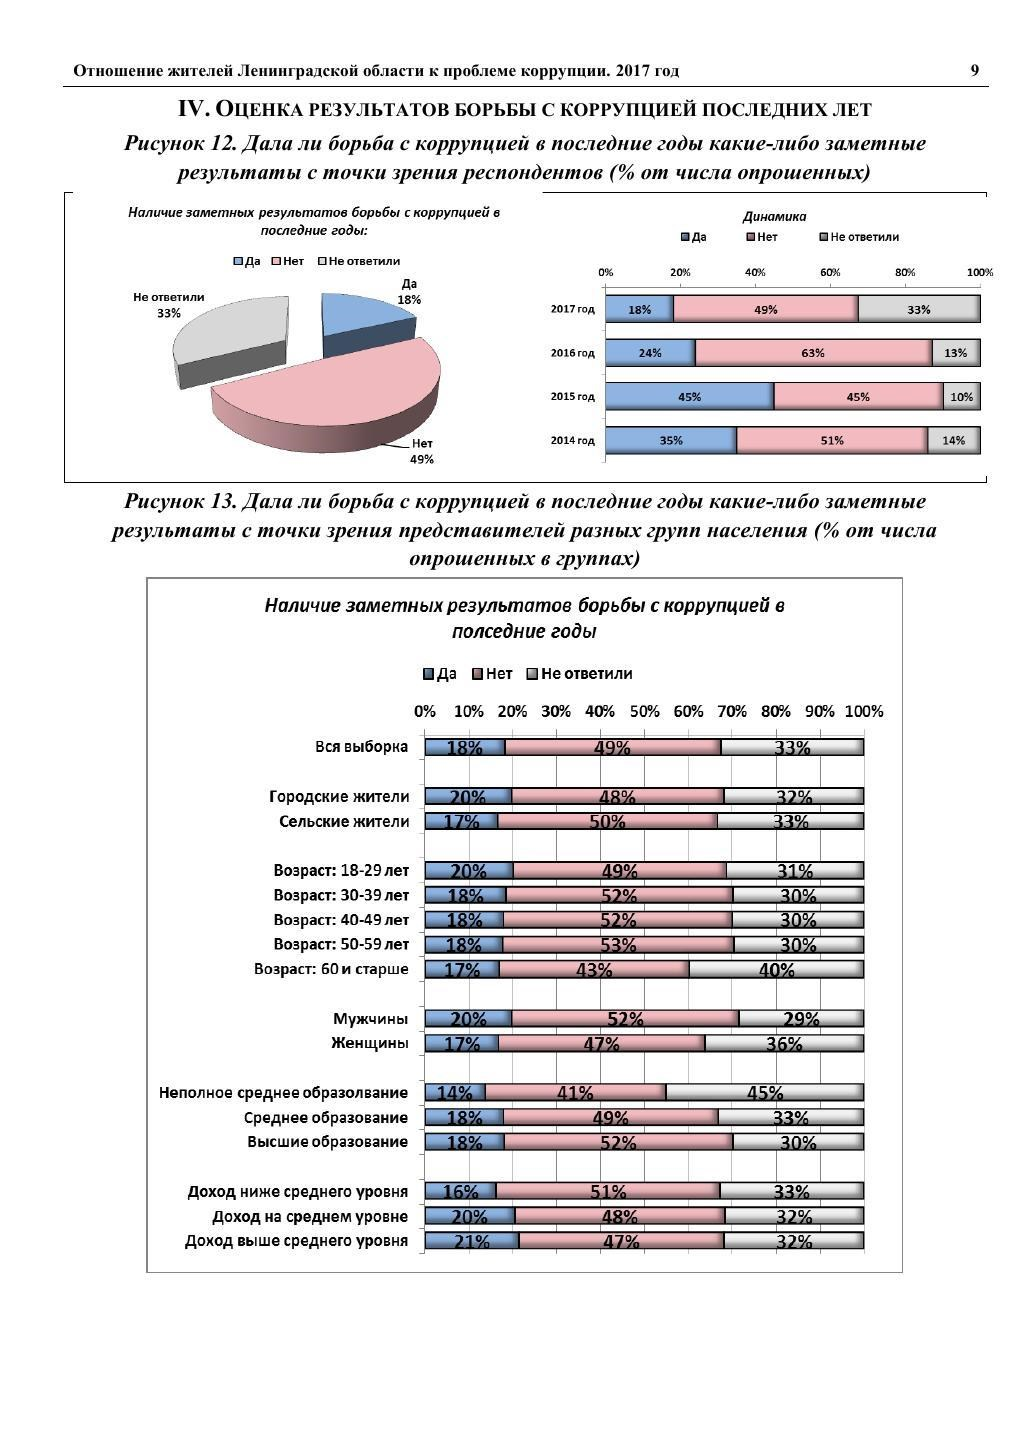 Отношение жителей Ленинградской области к проблеме коррупции. 2017 год 9
IV. ОЦЕНКА РЕЗУЛЬТАТОВ БОРЬБЫ С КОРРУПЦИЕЙ ПОСЛЕДНИХ ЛЕТ
Рисунок 12. Дала ли борьба с коррупцией в последние годы какие-либо заметные
результаты с точки зрения респондентов (% от числа опрошенных)
Наличие заметных результатов борьбы с коррупцией в
последние годы:
Да Нет Не ответили
Да
18%
Не ответили
33%
Нет
49%
Динамика
Да Нет Не ответили
0% 20% 40% 60% 80% 100%
2017 год 18% 49% 33%
2016 год 24% 63% 13%
2015 год 45% 45% 10%
2014 год 35% 51% 14%
Рисунок 13. Дала ли борьба с коррупцией в последние годы какие-либо заметные
результаты с точки зрения представителей разных групп населения (% от числа
опрошенных в группах)
Наличие заметных результатов борьбы с коррупцией в
полседние годы
Да Нет Не ответили
0% 10% 20% 30% 40% 50% 60% 70% 80% 90% 100%
Вся выборка 18% 49% 33%
Городские жители 20% 48% 32%
Сельские жители 17% 50% 33%
Возраст: 18-29 лет 20% 49% 31%
Возраст: 30-39 лет 18% 52% 30%
Возраст: 40-49 лет 18% 52% 30%
Возраст: 50-59 лет 18% 53% 30%
Возраст: 60 и старше 17% 43% 40%
Мужчины 20% 52% 29%
Женщины 17% 47% 36%
Неполное среднее образолвание 14% 41% 45%
Среднее образование 18% 49% 33%
Высшие образование 18% 52% 30%
Доход ниже среднего уровня 16% 51% 33%
Доход на среднем уровне 20% 48% 32%
Доход выше среднего уровня 21% 47% 32%